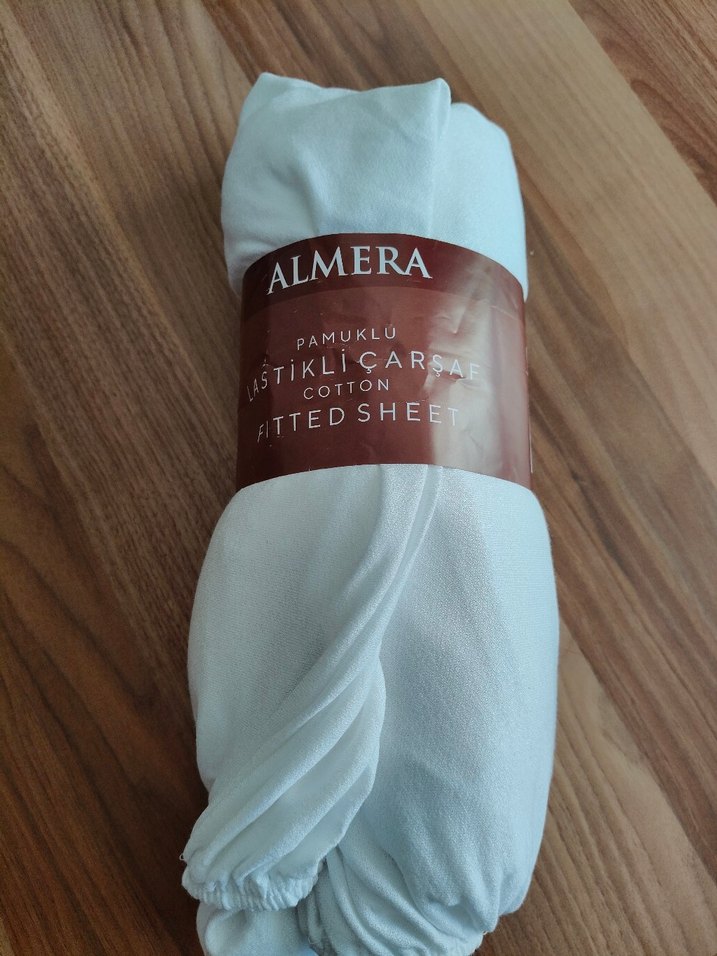 ALMERA
PAMUKLU
LASTİKLİ ÇARŞAF
COTTON
FITTED SHEET